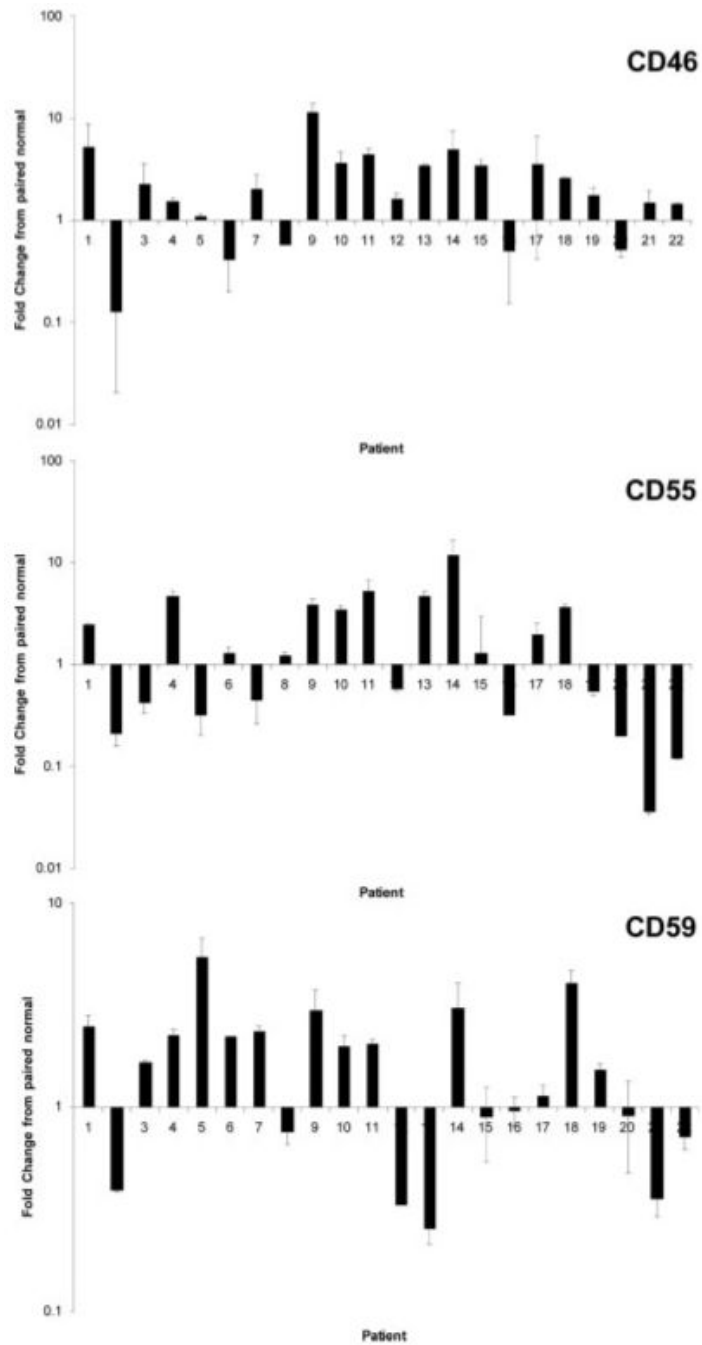 100
CD46
10
1
0.1
0.01
Fold Change from paired normal
1 3 4 5 7 9 10 11 12 13 14 15 17 18 19 21 22
Patient
100
CD55
10
1
0.1
0.01
Fold Change from paired normal
1 4 6 8 9 10 11 13 14 15 17 18
Patient
10
CD59
1
0.1
Fold Change from paired normal
1 3 4 5 6 7 9 10 11 14 15 16 17 18 19 20
Patient